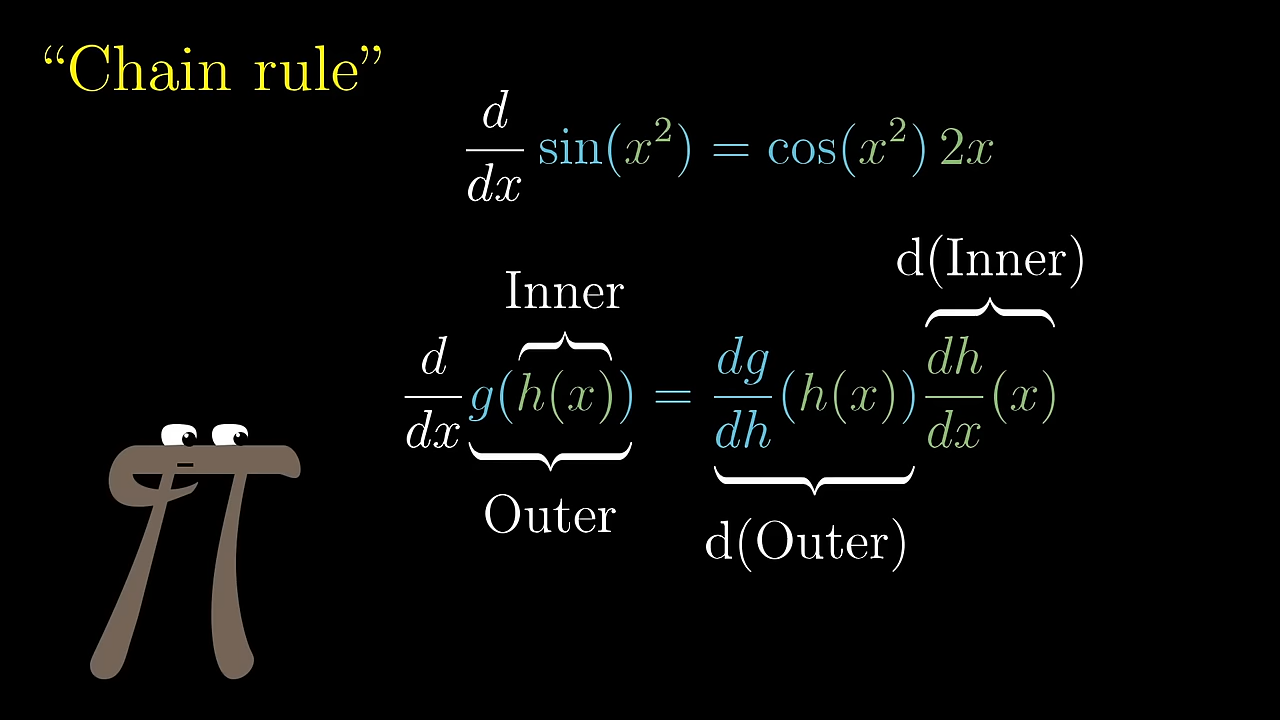 “Chain rule”
d/dx sin(x²) = cos(x²) 2x
d(Inner)
Inner
d/dx g(h(x)) = dg/dh (h(x)) dh/dx (x)
Outer
d(Outer)